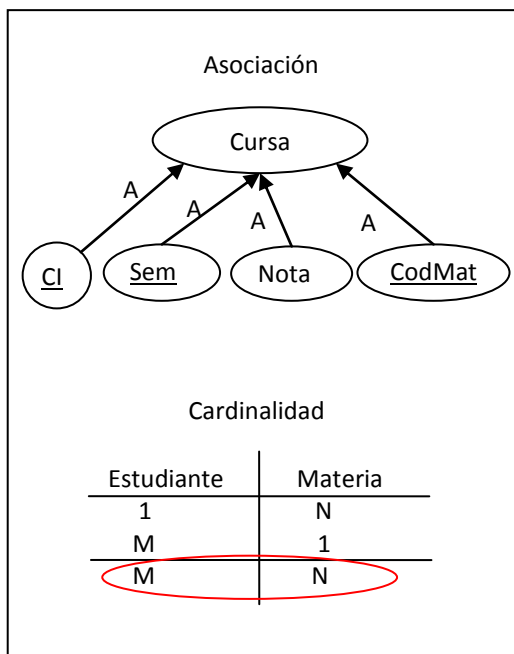 Asociación
Cursa
A
A
A
A
CI
Sem
Nota
CodMat
Cardinalidad
Estudiante Materia
1 N
M 1
M N